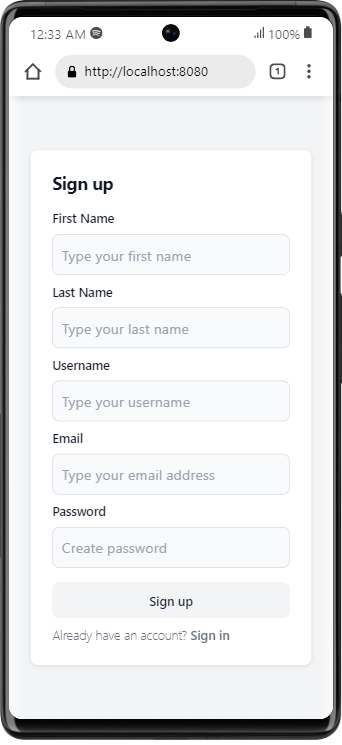 12:33 AM 100%
http://localhost:8080 1
Sign up
First Name
Type your first name
Last Name
Type your last name
Username
Type your username
Email
Type your email address
Password
Create password
Sign up
Already have an account? Sign in